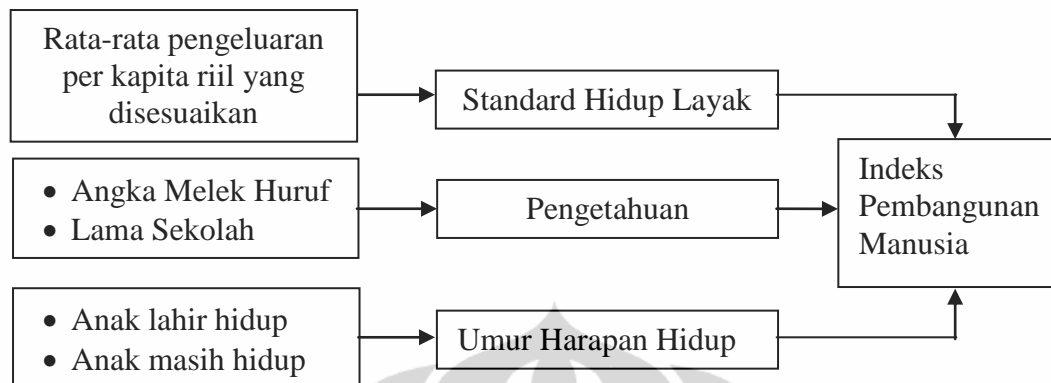 Rata-rata pengeluaran
per kapita riil yang
disesuaikan
Standard Hidup Layak
• Angka Melek Huruf
• Lama Sekolah
Pengetahuan
Indeks
Pembangunan
Manusia
• Anak lahir hidup
• Anak masih hidup
Umur Harapan Hidup